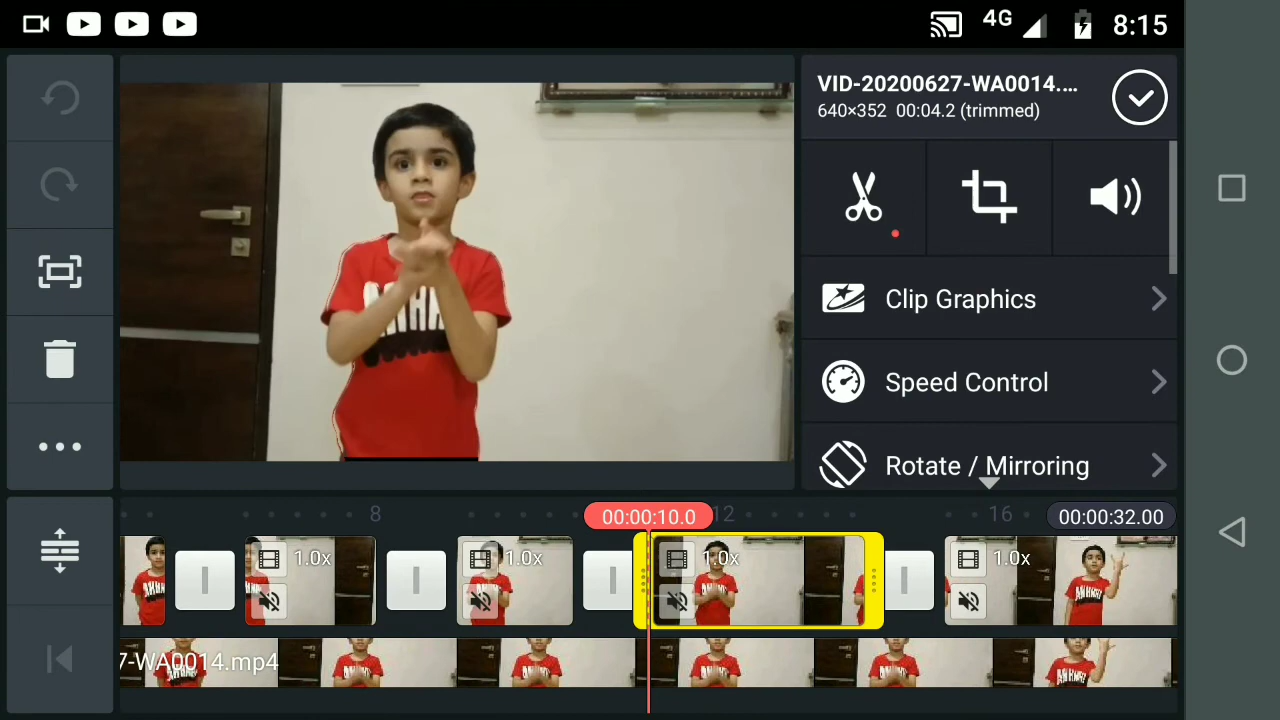 4G 8:15
VID-20200627-WA0014....
640×352 00:04.2 (trimmed)
Clip Graphics
Speed Control
Rotate / Mirroring
8 00:00:10.0 12 16 00:00:32.00
1.0x 1.0x 1.0x 1.0x
7-WA0014.mp4